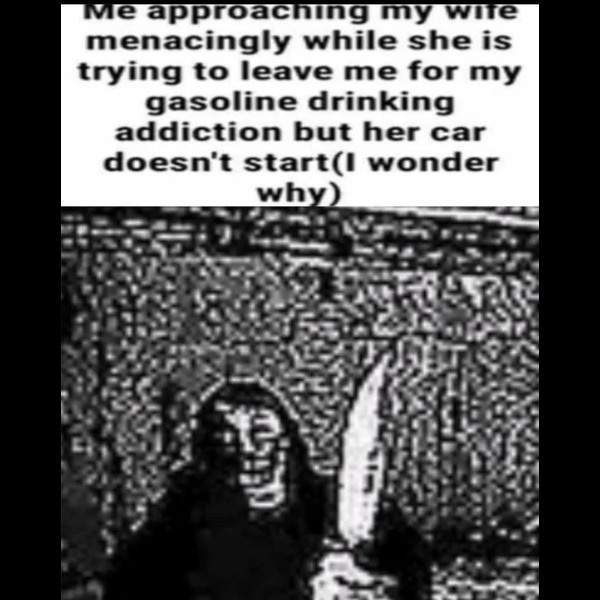 Me approaching my wife
menacingly while she is
trying to leave me for my
gasoline drinking
addiction but her car
doesn't start(I wonder
why)